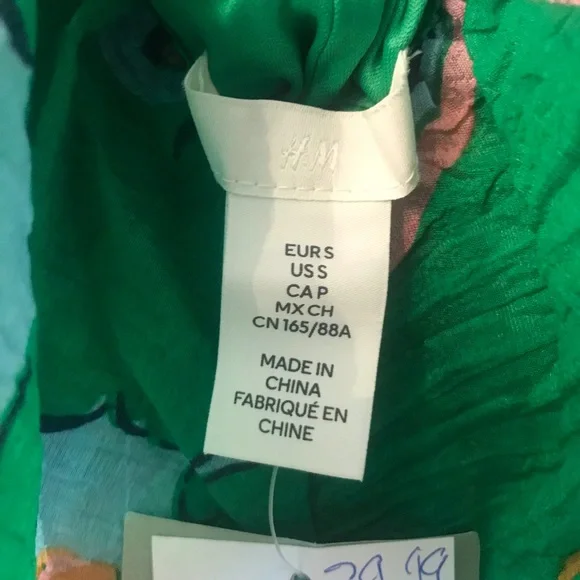 H&M
EUR S
US S
CA P
MX CH
CN 165/88A
MADE IN
CHINA
FABRIQUÉ EN
CHINE